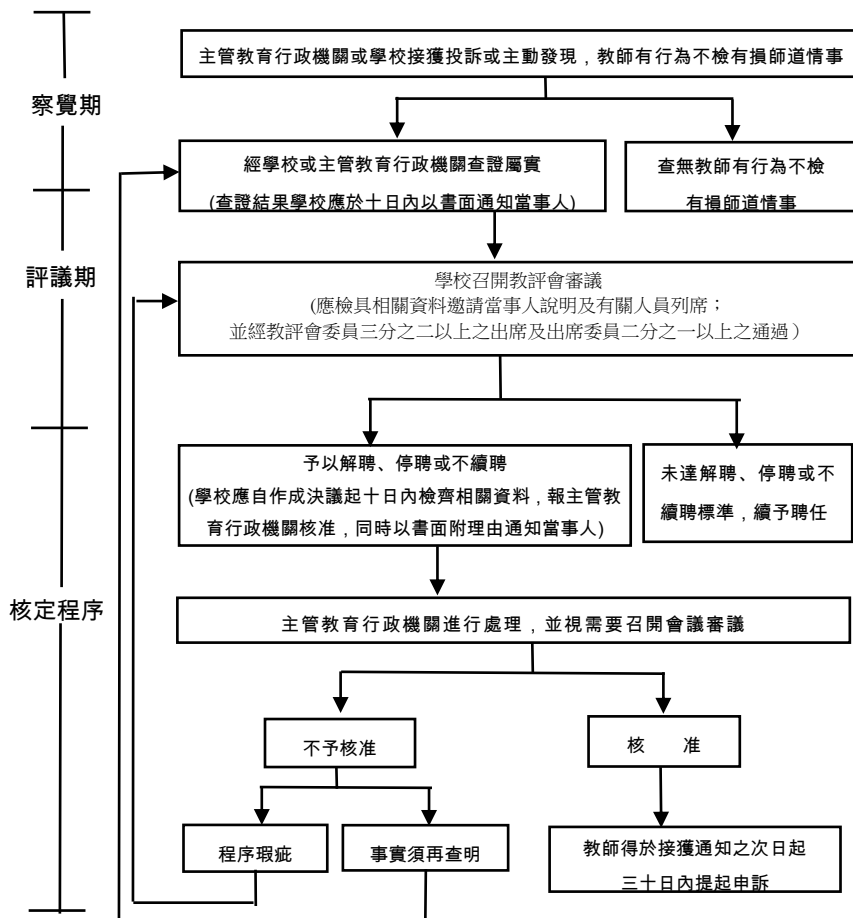 主管教育行政機關或學校接獲投訴或主動發現，教師有行為不檢有損師道情事
察覺期
經學校或主管教育行政機關查證屬實
(查證結果學校應於十日內以書面通知當事人)
查無教師有行為不檢
有損師道情事
評議期
學校召開教評會審議
(應檢具相關資料邀請當事人說明及有關人員列席；
並經教評會委員三分之二以上之出席及出席委員二分之一以上之通過）
予以解聘、停聘或不續聘
(學校應自作成決議起十日內檢齊相關資料，報主管教
育行政機關核准，同時以書面附理由通知當事人)
未達解聘、停聘或不
續聘標準，續予聘任
核定程序
主管教育行政機關進行處理，並視需要召開會議審議
不予核准
核　　准
程序瑕疵
事實須再查明
教師得於接獲通知之次日起
三十日內提起申訴